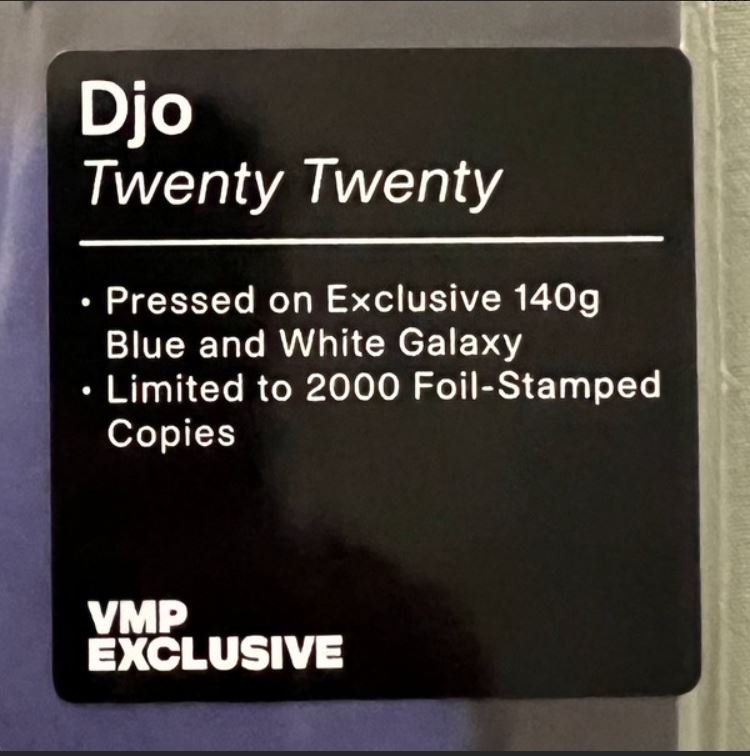 Djo
Twenty Twenty
• Pressed on Exclusive 140g
Blue and White Galaxy
• Limited to 2000 Foil-Stamped
Copies
VMP
EXCLUSIVE